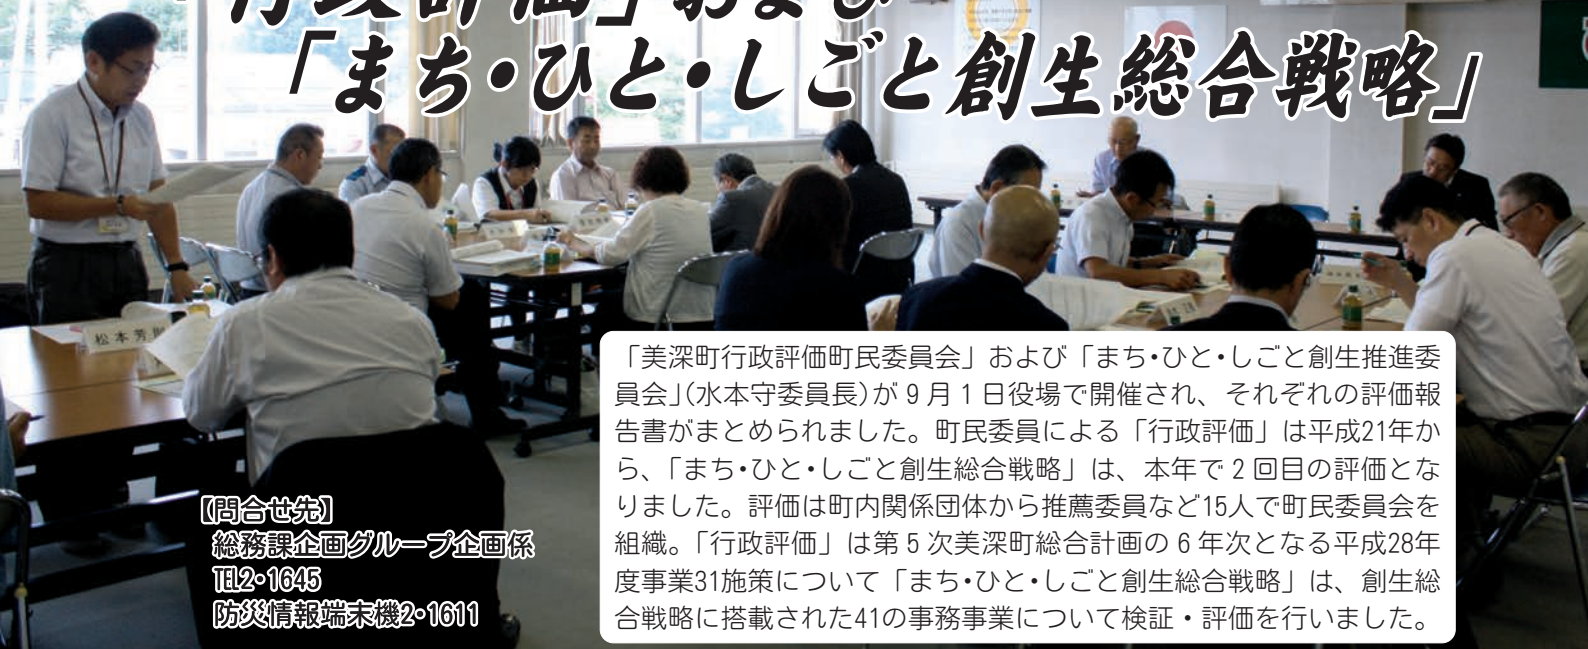 「行政評価」および
「まち・ひと・しごと創生総合戦略」
松本芳則
「美深町行政評価町民委員会」および「まち・ひと・しごと創生推進委
員会」(水本守委員長)が9月1日役場で開催され、それぞれの評価報
告書がまとめられました。町民委員による「行政評価」は平成21年か
ら、「まち・ひと・しごと創生総合戦略」は、本年で2回目の評価とな
りました。評価は町内関係団体から推薦委員など15人で町民委員会を
組織。「行政評価」は第5次美深町総合計画の6年次となる平成28年
度事業31施策について「まち・ひと・しごと創生総合戦略」は、創生総
合戦略に搭載された41の事務事業について検証・評価を行いました。
【問合せ先】
総務課企画グループ企画係
℡2・1645
防災情報端末機2・1611